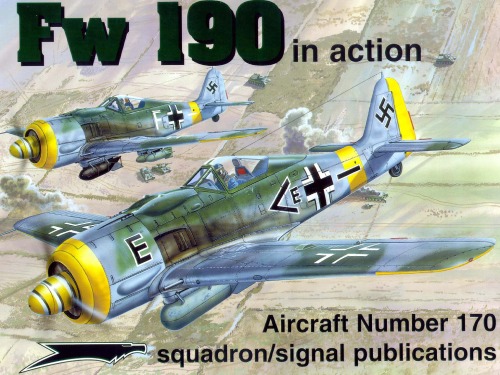 Fw 190 in action
E
E
E
Aircraft Number 170
squadron/signal publications